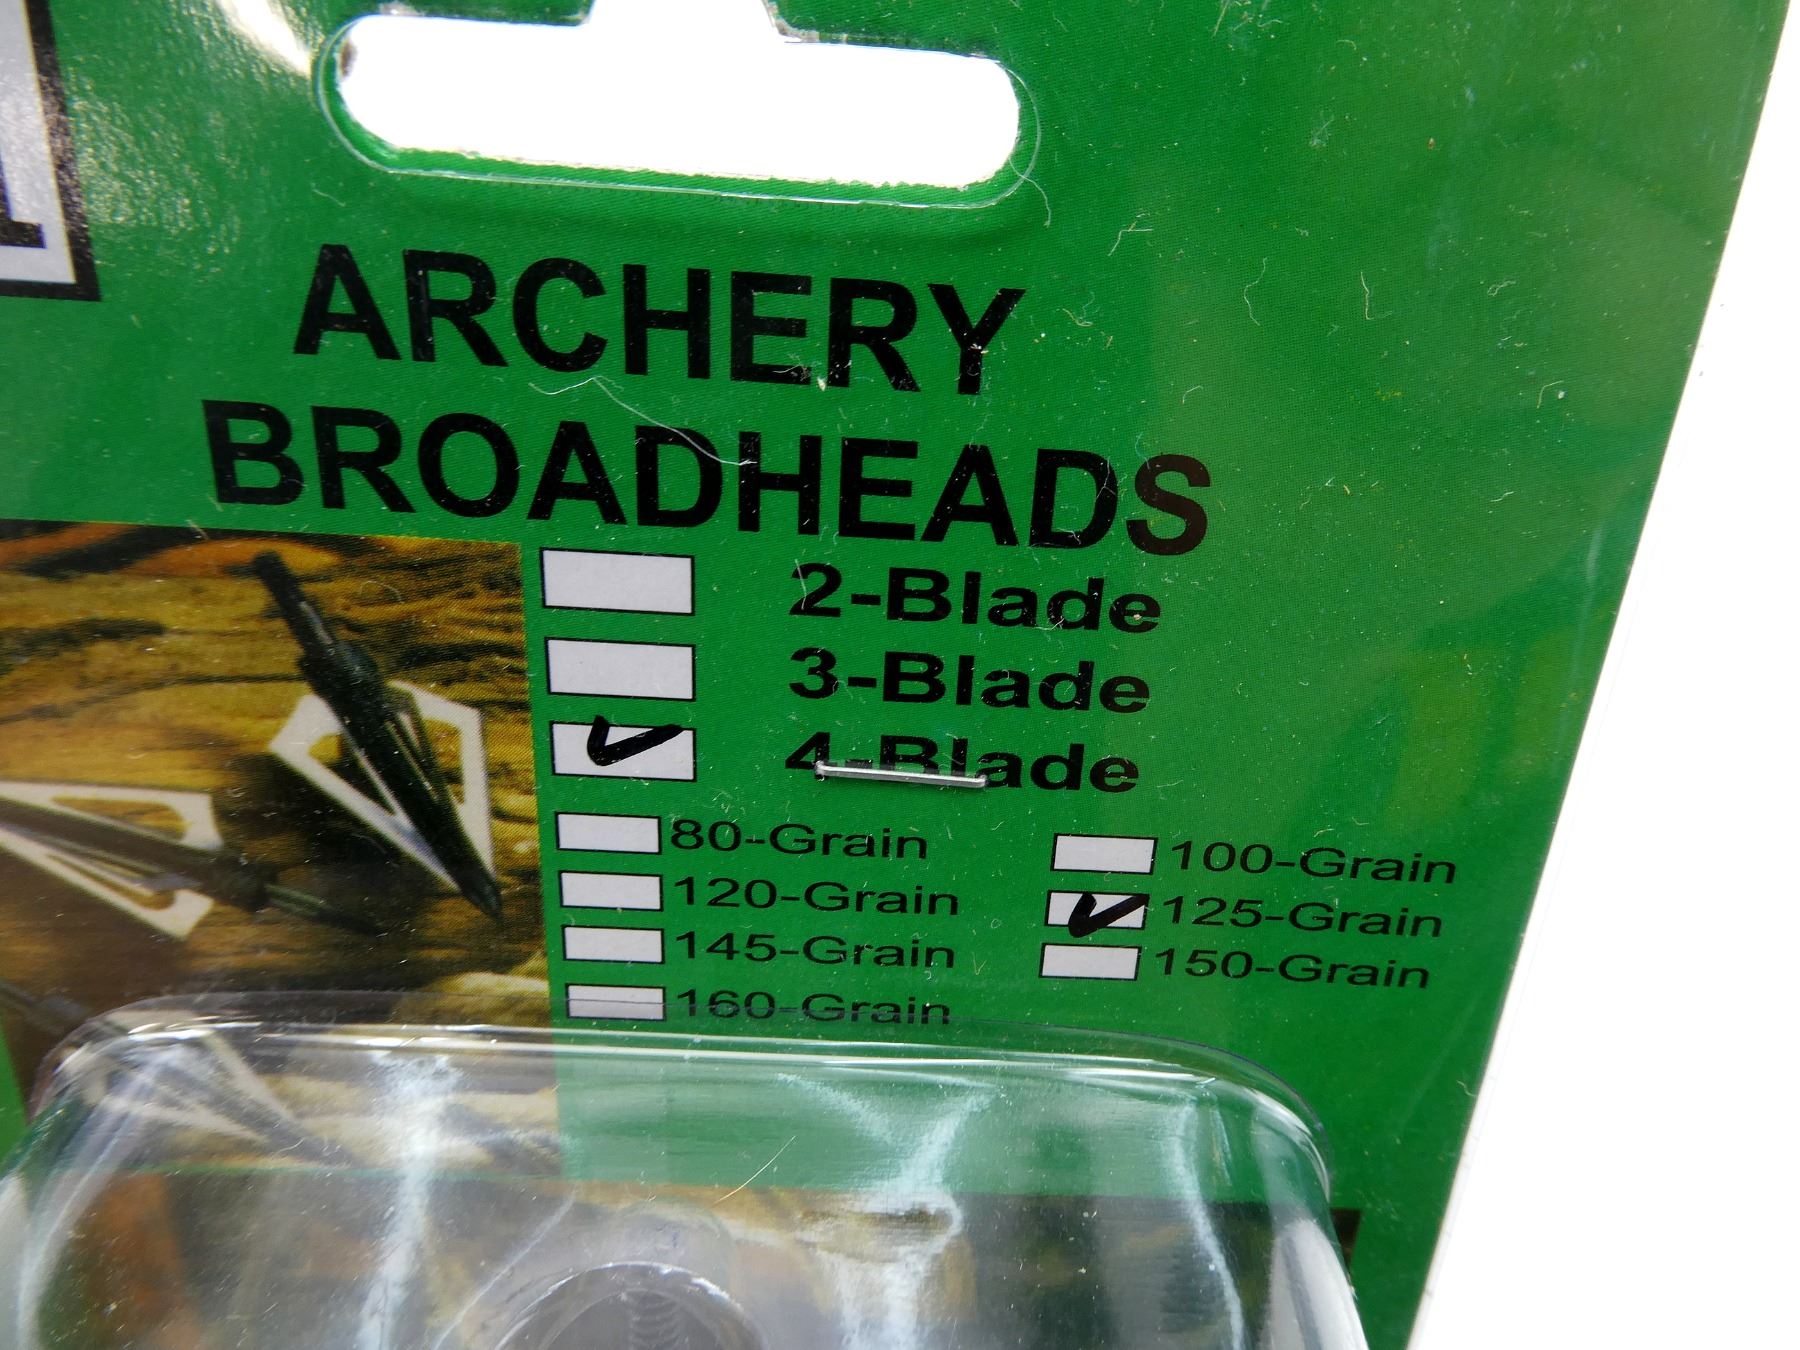 ARCHERY
BROADHEADS
2-Blade
3-Blade
4-Blade
80-Grain 100-Grain
120-Grain 125-Grain
145-Grain 150-Grain
160-Grain